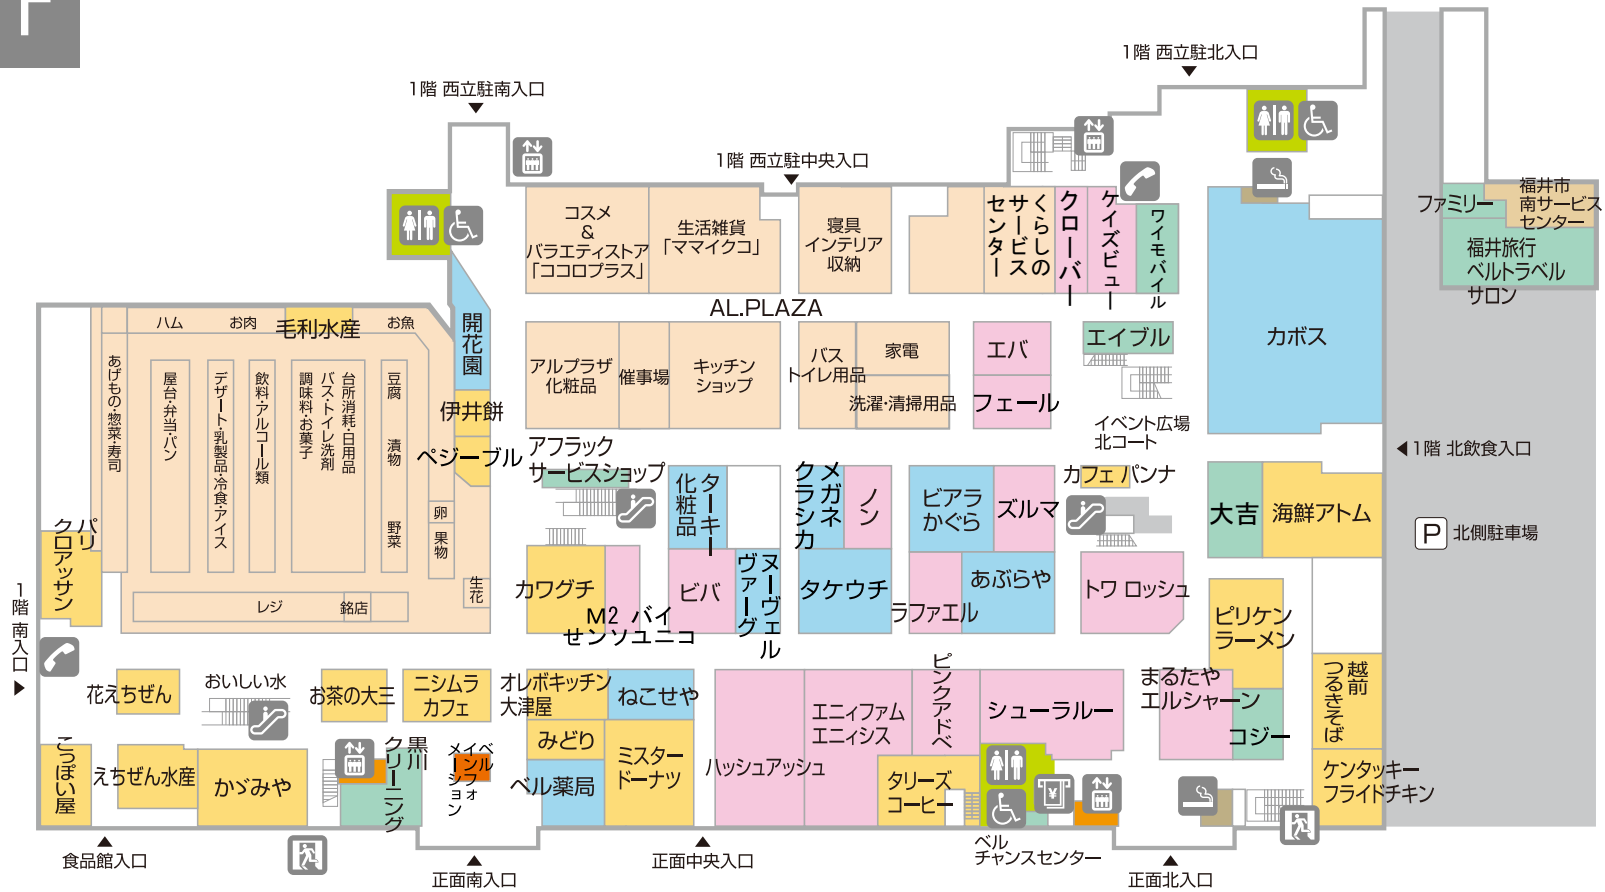 F
1階 西立駐北入口
1階 西立駐南入口
1階 西立駐中央入口
コスメ
&
バラエティストア
「ココロプラス」
生活雑貨
「ママイクコ」
寝具
インテリア
収納
くらしの
サービス
センター
クローバー
ケイズビュー
ワイモバイル
ファミリー
福井市
南サービス
センター
福井旅行
ベルトラベル
サロン
AL.PLAZA
ハム
お肉
毛利水産
お魚
開花園
アルプラザ
化粧品
催事場
キッチン
ショップ
バス
トイレ用品
家電
洗濯・清掃用品
エバ
フェール
エイブル
カボス
あげもの・惣菜・寿司
屋台・弁当・パン
デザート・乳製品・冷食・アイス
飲料・アルコール類
台所消耗・日用品
バス・トイレ洗剤
調味料・お菓子
豆腐
漬物
野菜
卵
果物
生花
レジ
銘店
伊井餅
ベジーブル
アフラック
サービスショップ
ターキー
化粧品
メガネ
クラシカ
ノン
ビアラ
かぐら
ズルマ
イベント広場
北コート
カフェ パンナ
大吉
海鮮アトム
1階 北飲食入口
P 北側駐車場
パリ
クロアッサン
1階 南入口
カワグチ
M2 バイ
せンソユニコ
ビバ
ヌーヴェル
ヴァーグ
タケウチ
ラファエル
あぶらや
トワ ロッシュ
ピリケン
ラーメン
花えちぜん
おいしい水
お茶の大三
ニシムラ
カフェ
オレボキッチン
大津屋
ねこせや
エニィファム
エニィシス
ピンクアドベ
シューラルー
まるたや
エルシャーン
越前
つるきそば
コジー
こっぽい屋
えちぜん水産
かゞみや
黒川
クリーニング
ベル
メインフォ
ーション
みどり
ベル薬局
ミスター
ドーナツ
ハッシュアッシュ
タリーズ
コーヒー
¥
ケンタッキー
フライドチキン
ベル
チャンスセンター
食品館入口
正面南入口
正面中央入口
正面北入口